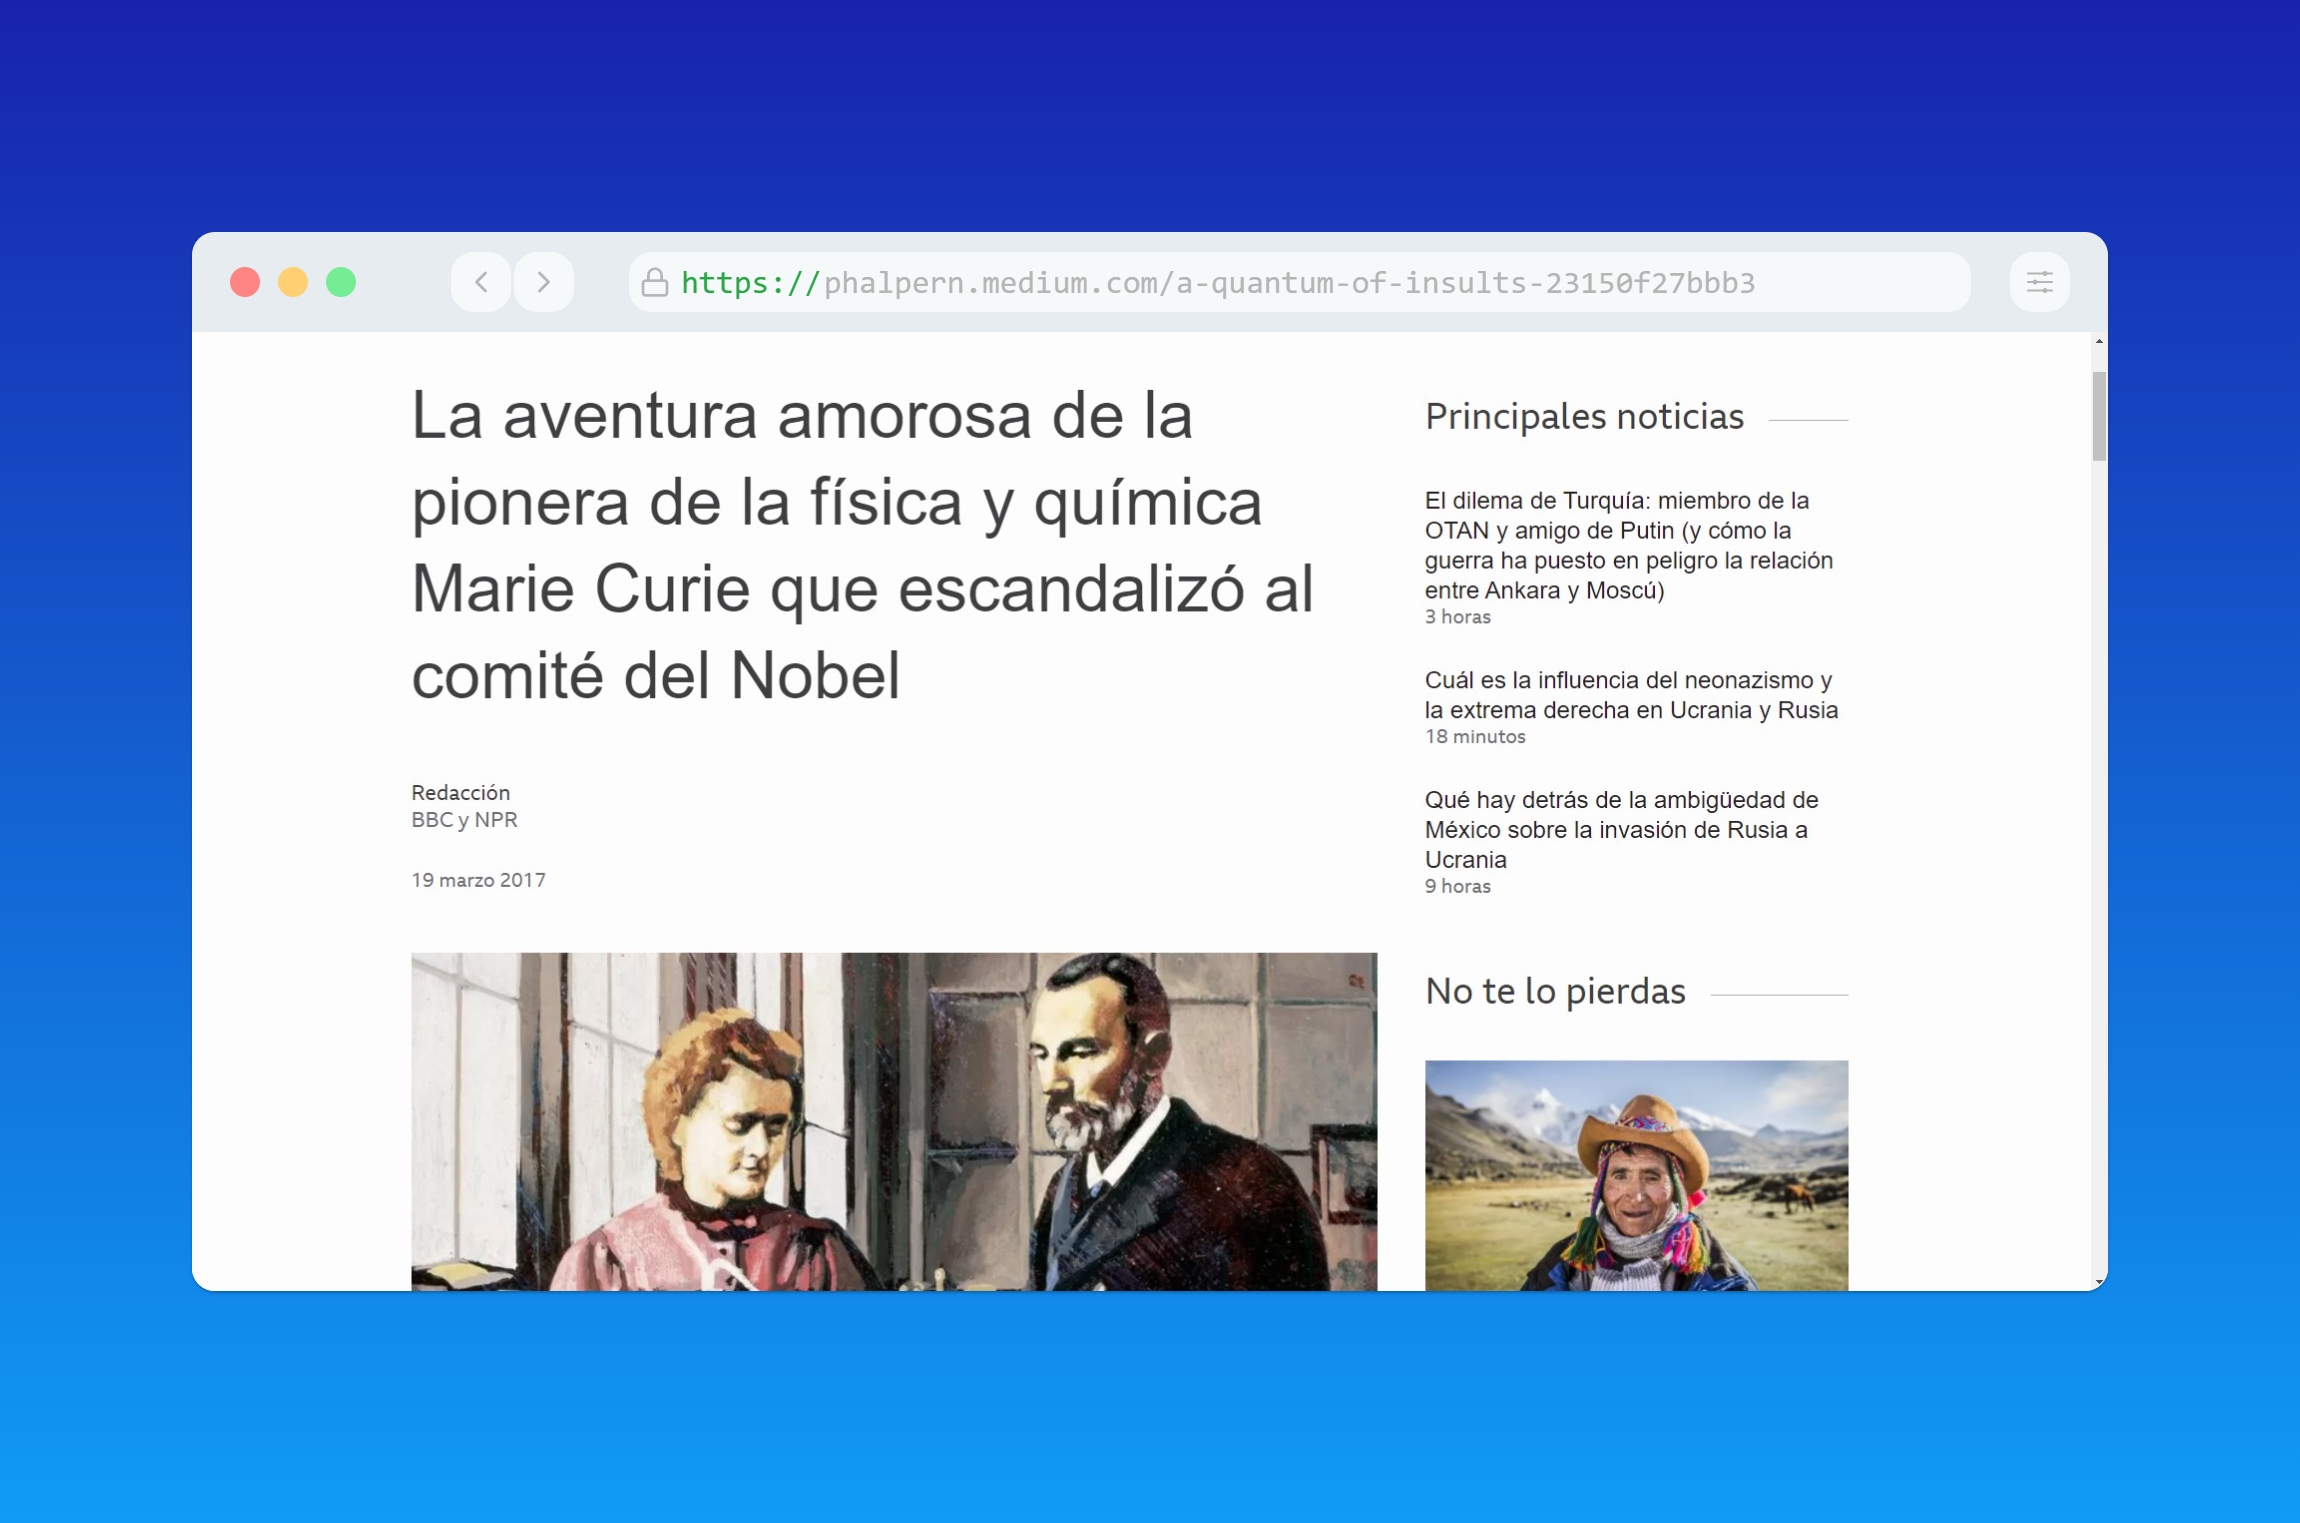 https://phalpern.medium.com/a-quantum-of-insults-23150f27bbb3
La aventura amorosa de la
pionera de la física y química
Marie Curie que escandalizó al
comité del Nobel
Redacción
BBC y NPR
19 marzo 2017
Principales noticias
El dilema de Turquía: miembro de la
OTAN y amigo de Putin (y cómo la
guerra ha puesto en peligro la relación
entre Ankara y Moscú)
3 horas
Cuál es la influencia del neonazismo y
la extrema derecha en Ucrania y Rusia
18 minutos
Qué hay detrás de la ambigüedad de
México sobre la invasión de Rusia a
Ucrania
9 horas
No te lo pierdas